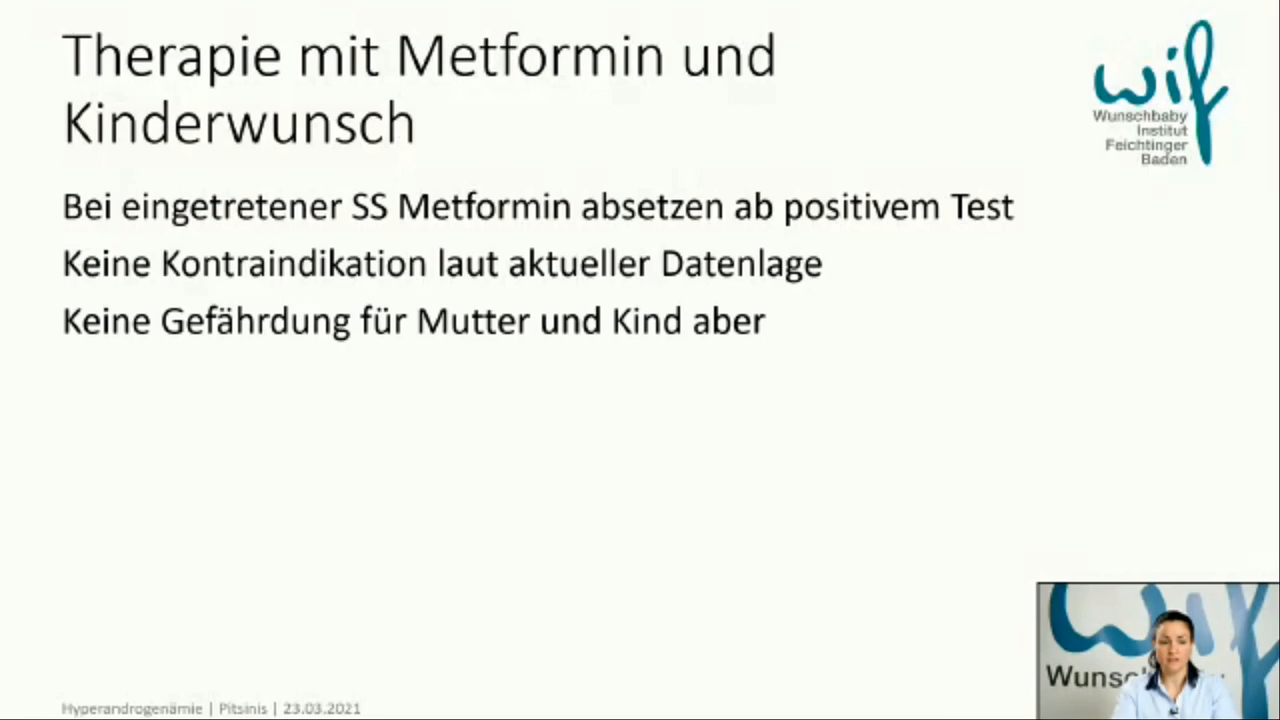 Therapie mit Metformin und
Kinderwunsch
wif
Wunschbaby
Institut
Feichtinger
Baden
Bei eingetretener SS Metformin absetzen ab positivem Test
Keine Kontraindikation laut aktueller Datenlage
Keine Gefährdung für Mutter und Kind aber
Hyperandrogenämie | Pitsinis | 23.03.2021